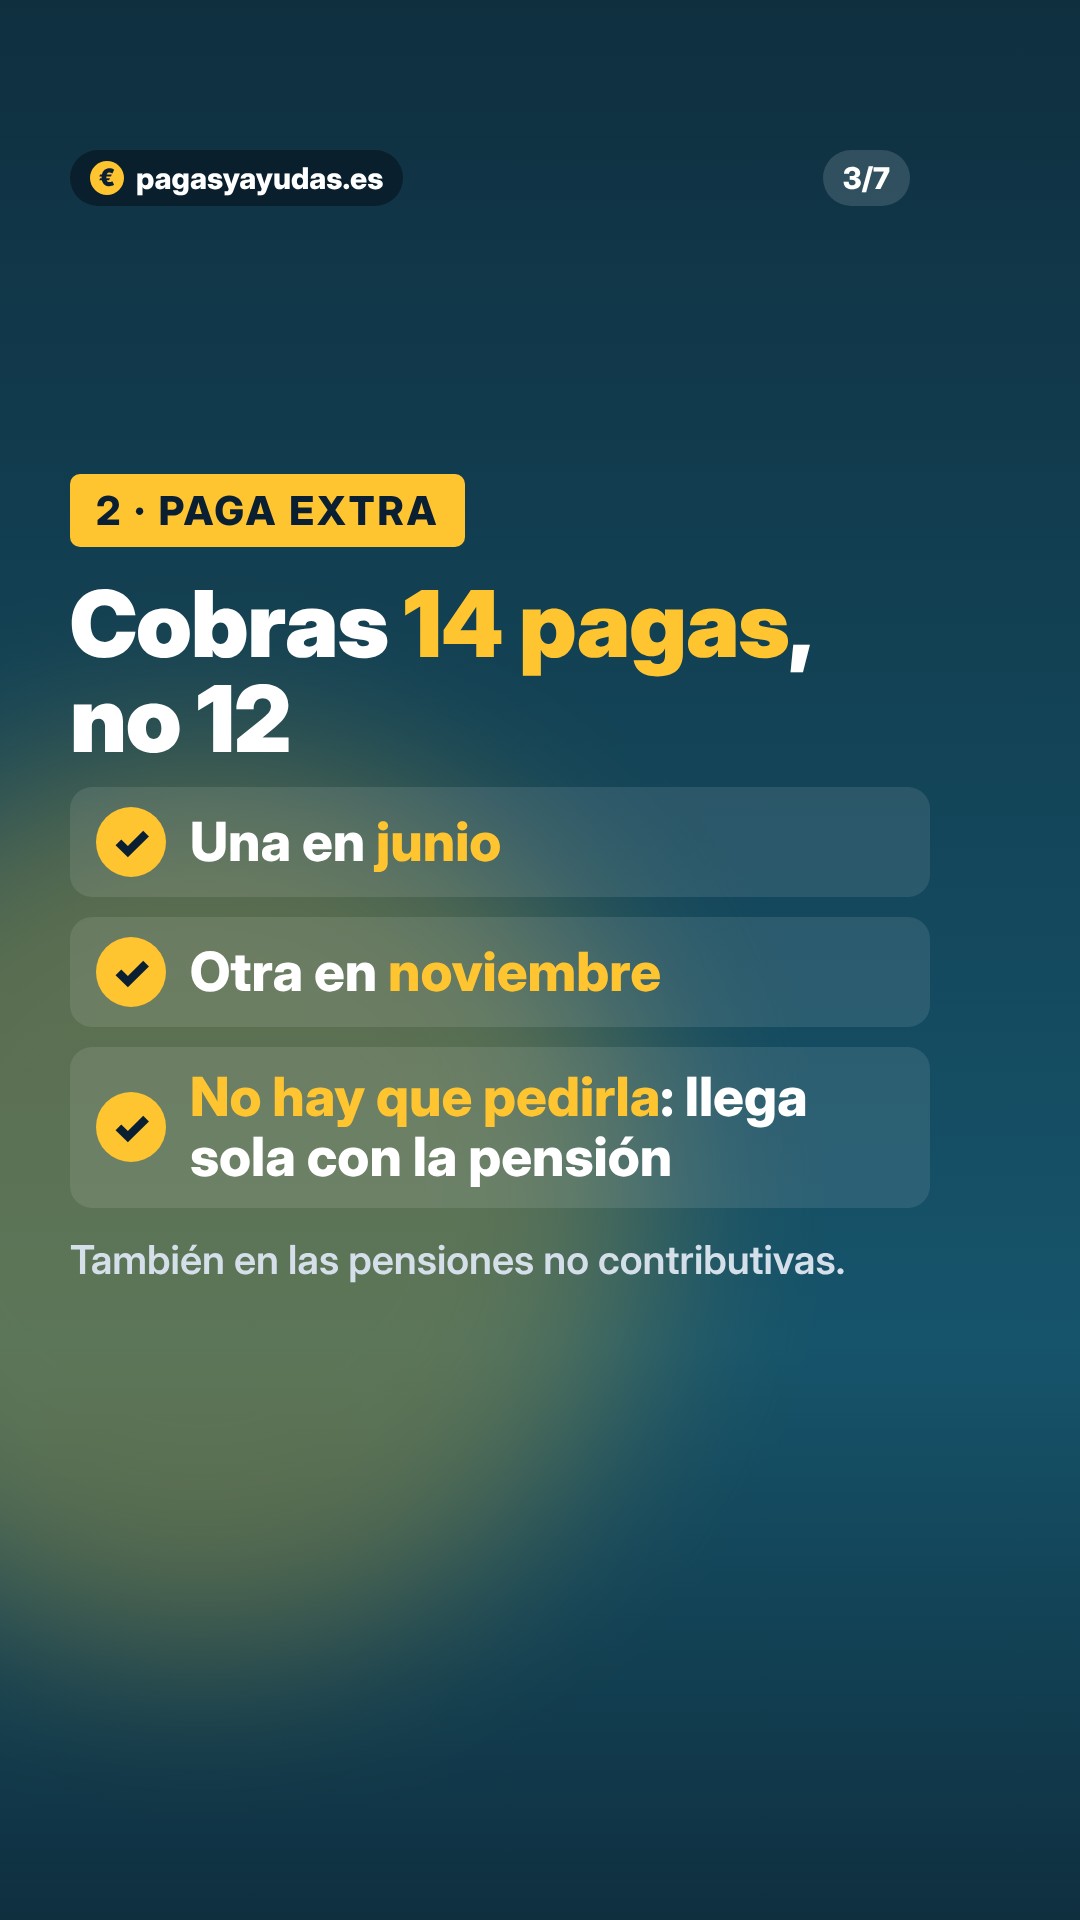 € pagasyayudas.es
3/7
2 · PAGA EXTRA
Cobras 14 pagas,
no 12
Una en junio
Otra en noviembre
No hay que pedirla: llega
sola con la pensión
También en las pensiones no contributivas.